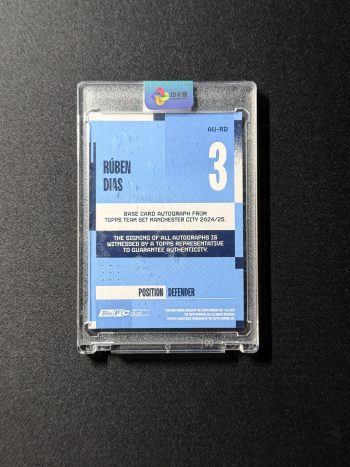 AU-RD
RÚBEN
DIAS
3
BASE CARD AUTOGRAPH FROM
TOPPS TEAM SET MANCHESTER CITY 2024/25.
THE SIGNING OF ALL AUTOGRAPHS IS
WITNESSED BY A TOPPS REPRESENTATIVE
TO GUARANTEE AUTHENTICITY.
POSITION DEFENDER